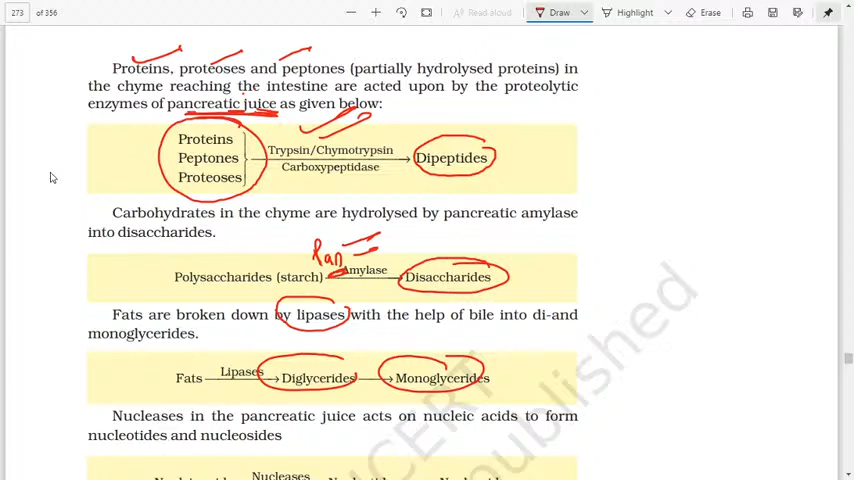 273 of 356
Read aloud
Draw
Highlight
Erase
Proteins, proteoses and peptones (partially hydrolysed proteins) in
the chyme reaching the intestine are acted upon by the proteolytic
enzymes of pancreatic juice as given below:
Proteins
Peptones
Proteoses
Trypsin/Chymotrypsin
Carboxypeptidase
Dipeptides
Carbohydrates in the chyme are hydrolysed by pancreatic amylase
into disaccharides.
Pan
Polysaccharides (starch) Amylase Disaccharides
Fats are broken down by lipases with the help of bile into di-and
monoglycerides.
Fats Lipases Diglycerides Monoglycerides
Nucleases in the pancreatic juice acts on nucleic acids to form
nucleotides and nucleosides
Nucleases
NCERT
published